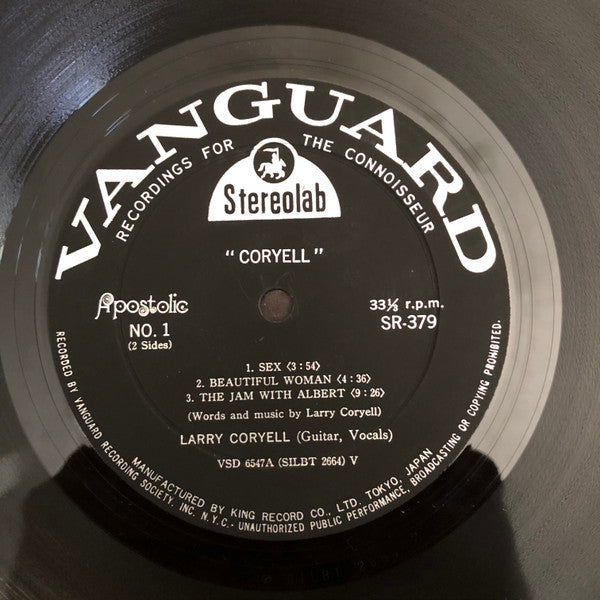 VANGUARD
RECORDINGS FOR THE CONNOISSEUR
Stereolab
"CORYELL"
Apostolic
NO. 1
(2 Sides)
33⅓ r.p.m.
SR-379
1. SEX 〈3:54〉
2. BEAUTIFUL WOMAN 〈4:36〉
3. THE JAM WITH ALBERT 〈9:26〉
(Words and music by Larry Coryell)
LARRY CORYELL (Guitar, Vocals)
VSD 6547A (SILBT 2664) V
MANUFACTURED BY KING RECORD CO., LTD. TOKYO, JAPAN
RECORDED BY VANGUARD RECORDING SOCIETY, INC. N.Y.C.- UNAUTHORIZED PUBLIC PERFORMANCE, BROADCASTING OR COPYING PROHIBITED.